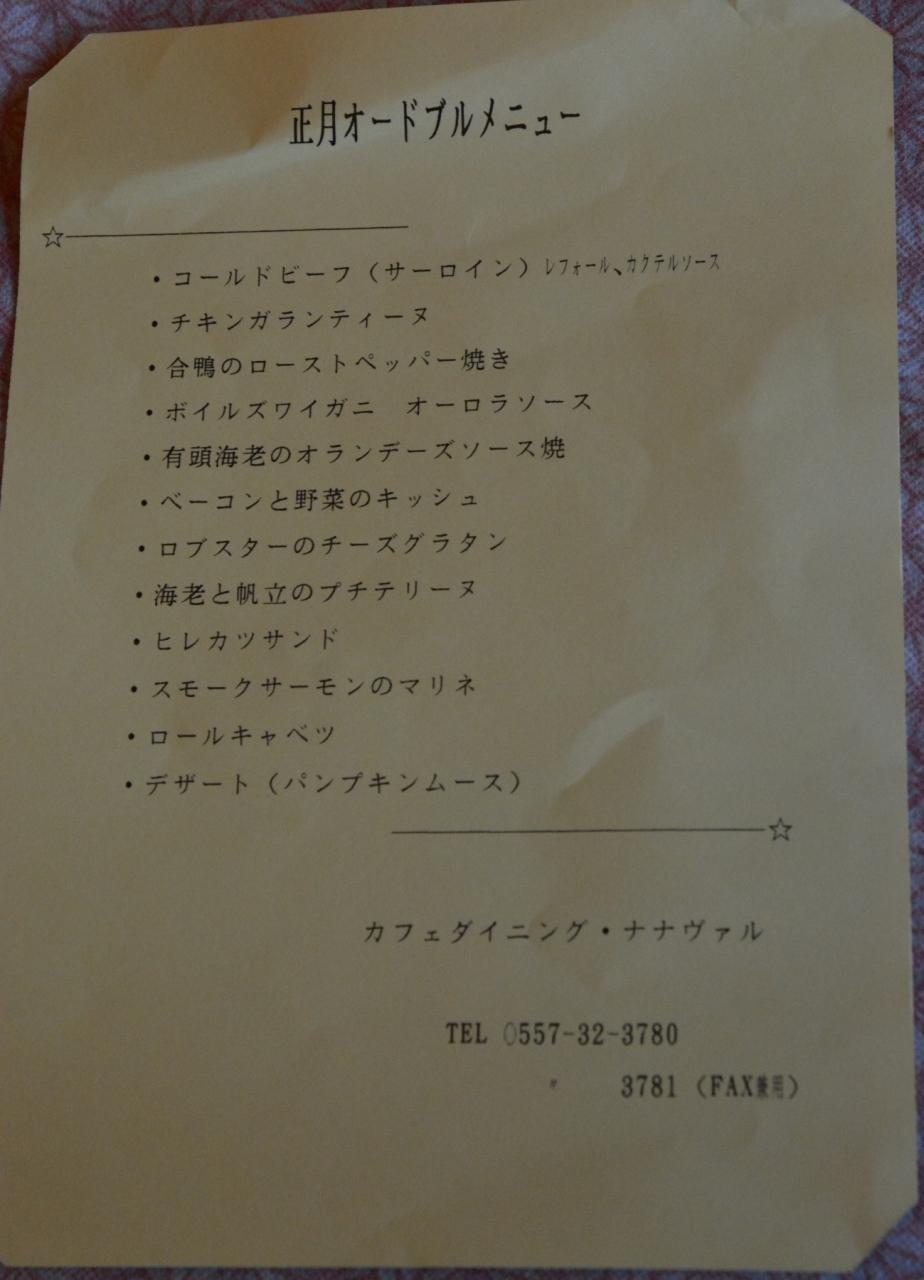 正月オードブルメニュー
☆
・コールドビーフ（サーロイン）レフォール、カクテルソース
・チキンガランティーヌ
・合鴨のローストペッパー焼き
・ボイルズワイガニ　オーロラソース
・有頭海老のオランデーズソース焼
・ベーコンと野菜のキッシュ
・ロブスターのチーズグラタン
・海老と帆立のプチテリーヌ
・ヒレカツサンド
・スモークサーモンのマリネ
・ロールキャベツ
・デザート（パンプキンムース）
☆
カフェダイニング・ナナヴァル
TEL 0557-32-3780
〃 3781（FAX兼用）